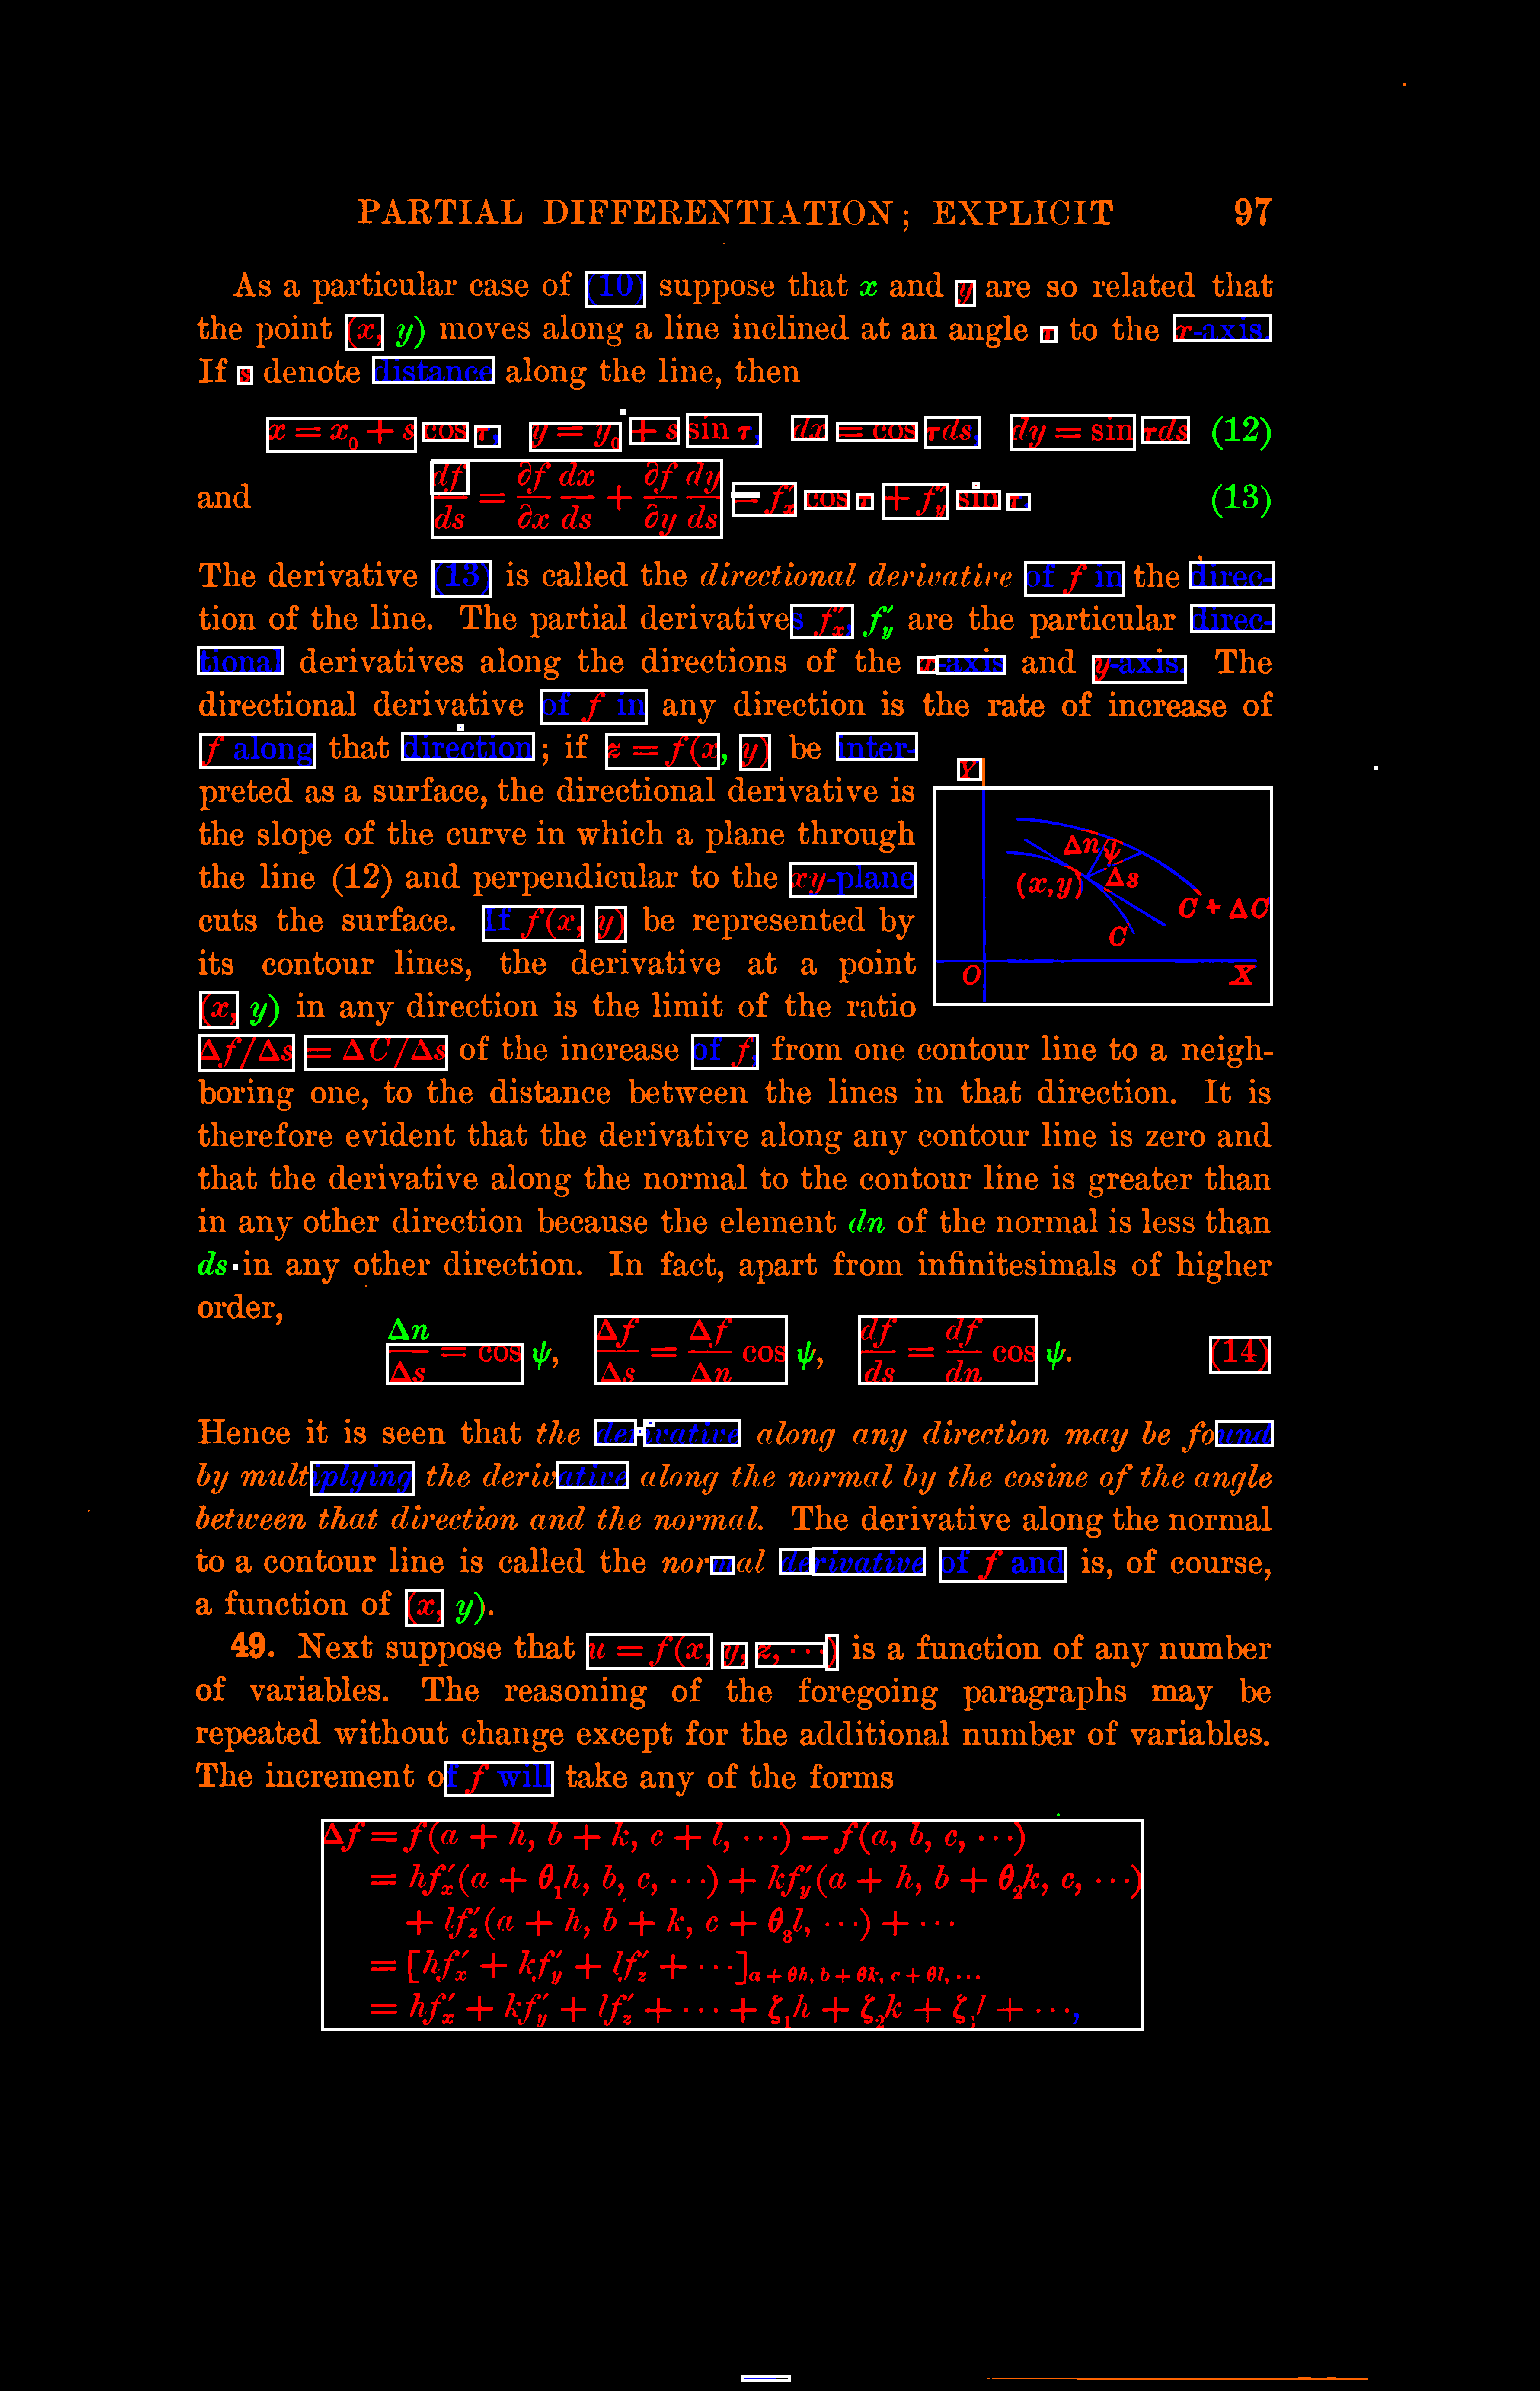 PARTIAL DIFFERENTIATION; EXPLICIT 97
As a particular case of (10) suppose that x and y are so related that
the point (x, y) moves along a line inclined at an angle τ to the x-axis.
If s denote distance along the line, then
x = x₀ + s cos τ, y = y₀ + s sin τ, dx = cos τds, dy = sin τds (12)
and df/ds = ∂f/∂x dx/ds + ∂f/∂y dy/ds = f′ₓ cos τ + f′_y sin τ. (13)
The derivative (13) is called the directional derivative of f in the direc-
tion of the line. The partial derivatives f′ₓ, f′_y are the particular direc-
tional derivatives along the directions of the x-axis and y-axis. The
directional derivative of f in any direction is the rate of increase of
f along that direction; if z = f(x, y) be inter-
preted as a surface, the directional derivative is
the slope of the curve in which a plane through
the line (12) and perpendicular to the xy-plane
cuts the surface. If f(x, y) be represented by
its contour lines, the derivative at a point
(x, y) in any direction is the limit of the ratio
Δf/Δs = ΔC/Δs of the increase of f, from one contour line to a neigh-
boring one, to the distance between the lines in that direction. It is
therefore evident that the derivative along any contour line is zero and
that the derivative along the normal to the contour line is greater than
in any other direction because the element dn of the normal is less than
ds in any other direction. In fact, apart from infinitesimals of higher
order,
Δn/Δs = cos ψ, Δf/Δs = Δf/Δn cos ψ, df/ds = df/dn cos ψ. (14)
Y
Δn ψ
(x,y) Δs
C + ΔC
C
O X
Hence it is seen that the derivative along any direction may be found
by multiplying the derivative along the normal by the cosine of the angle
between that direction and the normal. The derivative along the normal
to a contour line is called the normal derivative of f and is, of course,
a function of (x, y).
49. Next suppose that u = f(x, y, z, ···) is a function of any number
of variables. The reasoning of the foregoing paragraphs may be
repeated without change except for the additional number of variables.
The increment of f will take any of the forms
Δf = f(a + h, b + k, c + l, ···) − f(a, b, c, ···)
= hf′ₓ(a + θ₁h, b, c, ···) + kf′_y(a + h, b + θ₂k, c, ···)
+ lf′_z(a + h, b + k, c + θ₃l, ···) + ···
= [hf′ₓ + kf′_y + lf′_z + ···]a + θh, b + θk, c + θl, ···
= hf′ₓ + kf′_y + lf′_z + ··· + ζ₁h + ζ₂k + ζ₃l + ···,